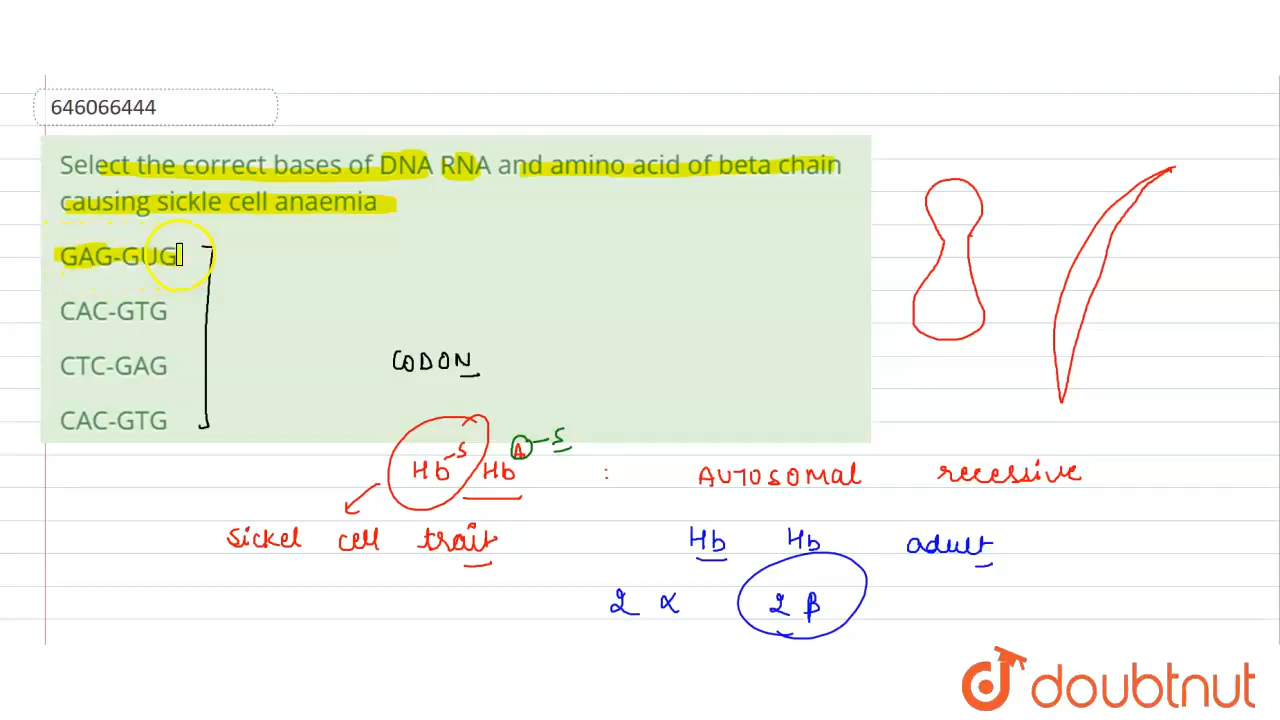 646066444
Select the correct bases of DNA RNA and amino acid of beta chain
causing sickle cell anaemia
GAG-GUG
CAC-GTG
CTC-GAG
CAC-GTG
CODON
Hb-S HbA-S : AUTOSOMAL recessive
Sickel cell trait
Hb Hb adult
2 α 2 β
doubtnut